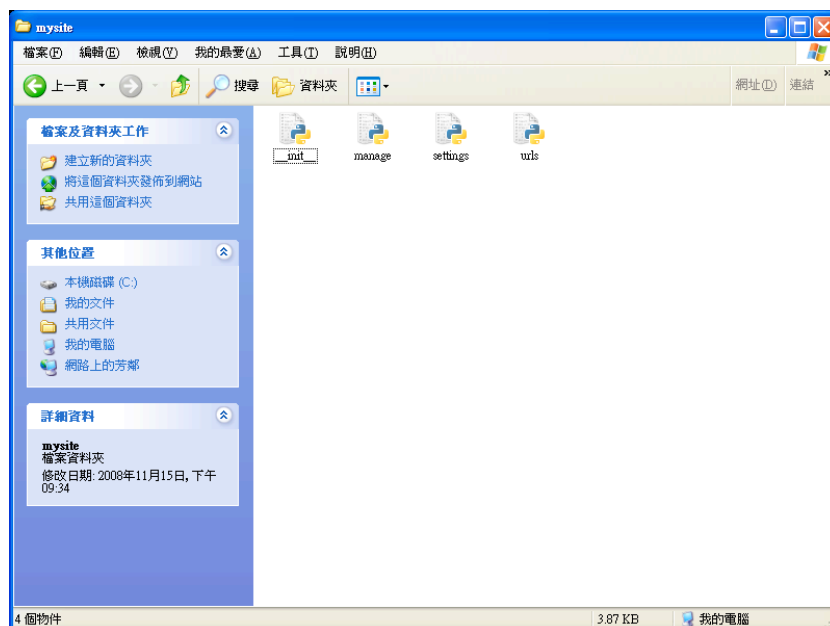 mysite
檔案(F) 編輯(E) 檢視(V) 我的最愛(A) 工具(T) 說明(H)
上一頁 搜尋 資料夾 網址(D) 連結 »
檔案及資料夾工作
建立新的資料夾
將這個資料夾發佈到網站
共用這個資料夾
__init__ manage settings urls
其他位置
本機磁碟 (C:)
我的文件
共用文件
我的電腦
網路上的芳鄰
詳細資料
mysite
檔案資料夾
修改日期: 2008年11月15日, 下午
09:34
4 個物件 3.87 KB 我的電腦